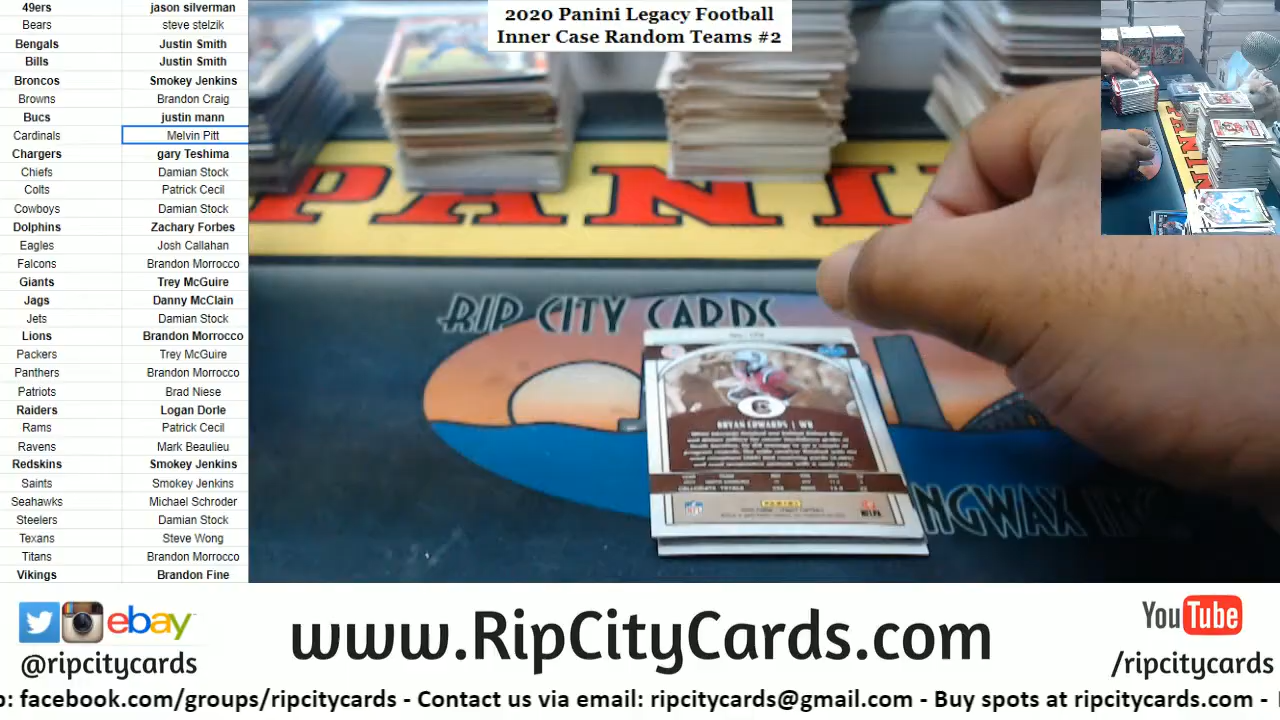 49ers jason silverman
Bears steve stelzik
Bengals Justin Smith
Bills Justin Smith
Broncos Smokey Jenkins
Browns Brandon Craig
Bucs justin mann
Cardinals Melvin Pitt
Chargers gary Teshima
Chiefs Damian Stock
Colts Patrick Cecil
Cowboys Damian Stock
Dolphins Zachary Forbes
Eagles Josh Callahan
Falcons Brandon Morrocco
Giants Trey McGuire
Jags Danny McClain
Jets Damian Stock
Lions Brandon Morrocco
Packers Trey McGuire
Panthers Brandon Morrocco
Patriots Brad Niese
Raiders Logan Dorle
Rams Patrick Cecil
Ravens Mark Beaulieu
Redskins Smokey Jenkins
Saints Smokey Jenkins
Seahawks Michael Schroder
Steelers Damian Stock
Texans Steve Wong
Titans Brandon Morrocco
Vikings Brandon Fine
2020 Panini Legacy Football
Inner Case Random Teams #2
PANINI
RIP CITY CARDS
BRYAN EDWARDS | WR
PANINI
NFL
ebay
@ripcitycards
www.RipCityCards.com
YouTube
/ripcitycards
: facebook.com/groups/ripcitycards - Contact us via email: ripcitycards@gmail.com - Buy spots at ripcitycards.com -